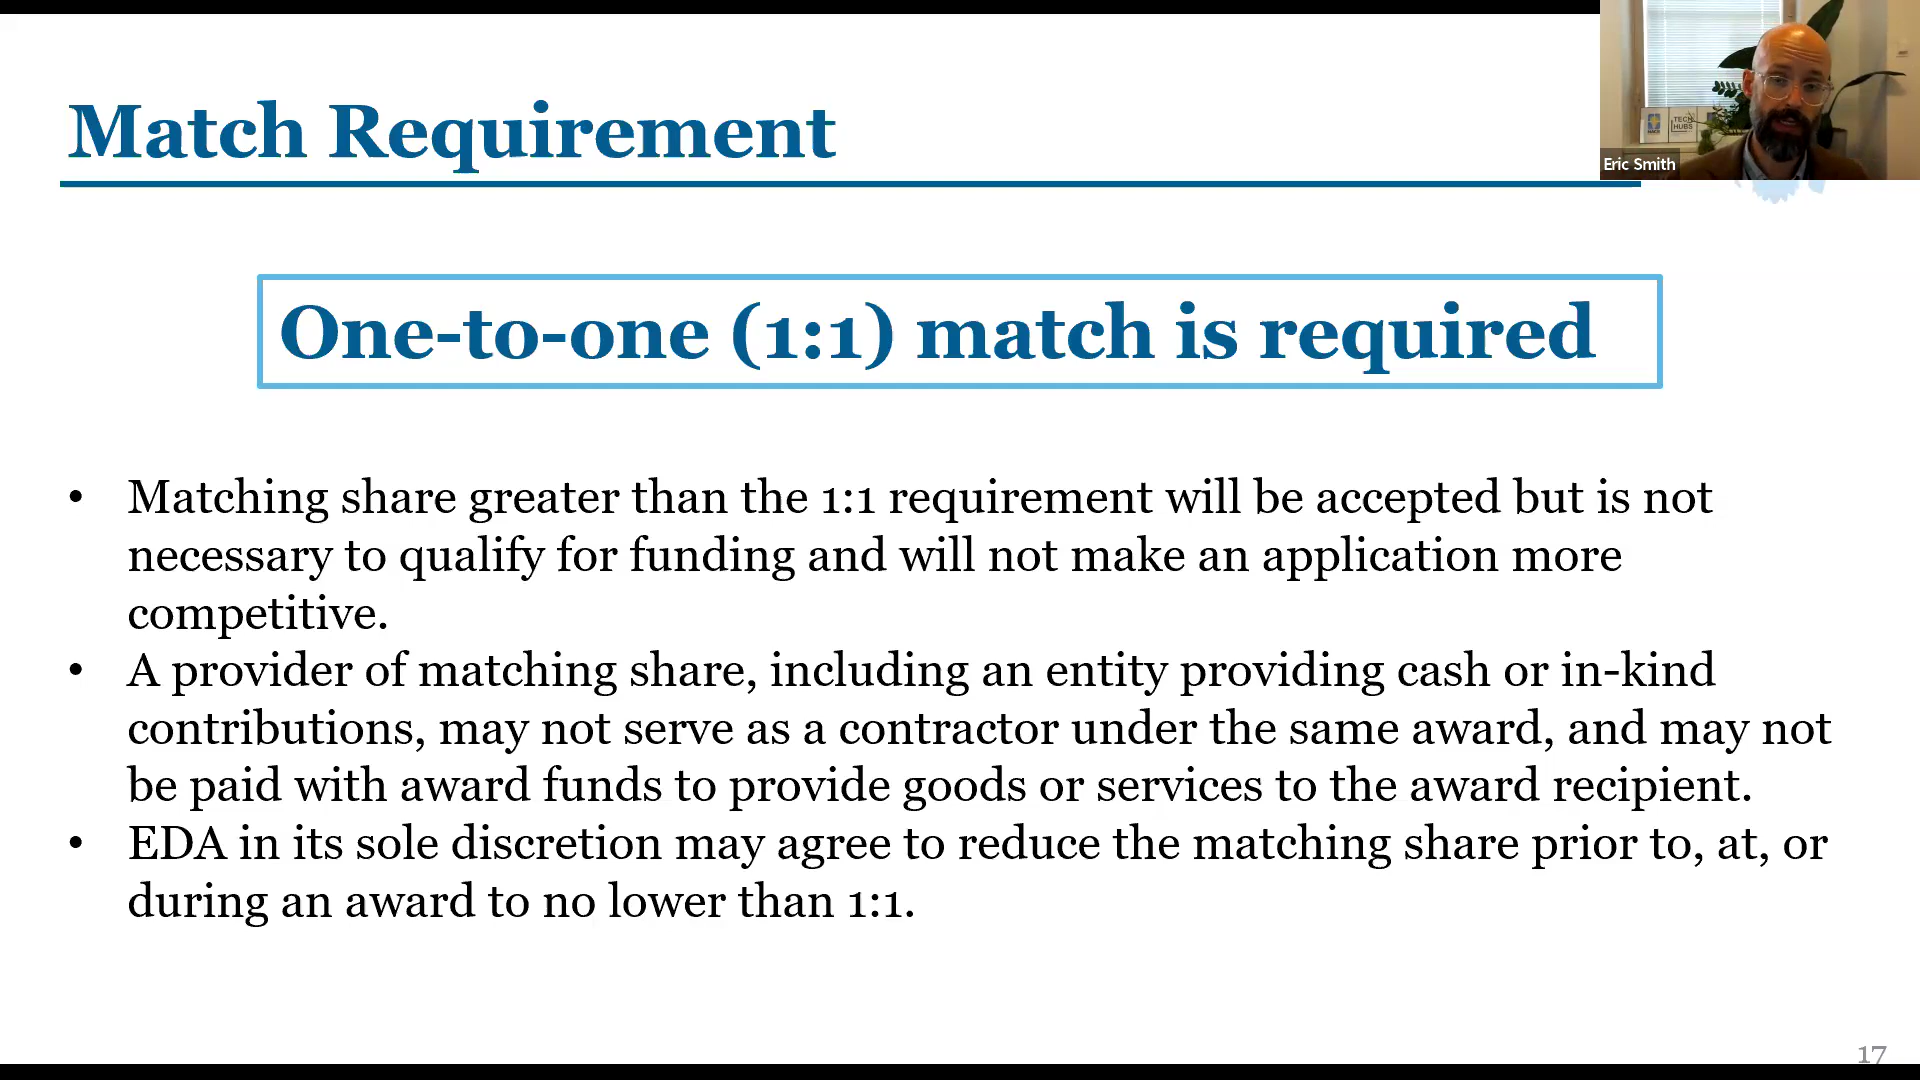 Match Requirement
TECH
HUBS
Eric Smith
One-to-one (1:1) match is required
• Matching share greater than the 1:1 requirement will be accepted but is not
necessary to qualify for funding and will not make an application more
competitive.
• A provider of matching share, including an entity providing cash or in-kind
contributions, may not serve as a contractor under the same award, and may not
be paid with award funds to provide goods or services to the award recipient.
• EDA in its sole discretion may agree to reduce the matching share prior to, at, or
during an award to no lower than 1:1.
17